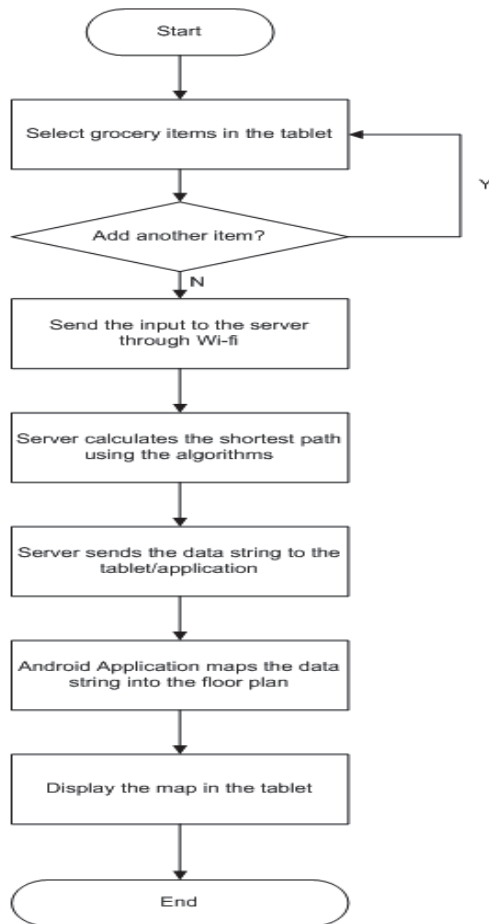 Start
Select grocery items in the tablet
Y
Add another item?
N
Send the input to the server
through Wi-fi
Server calculates the shortest path
using the algorithms
Server sends the data string to the
tablet/application
Android Application maps the data
string into the floor plan
Display the map in the tablet
End